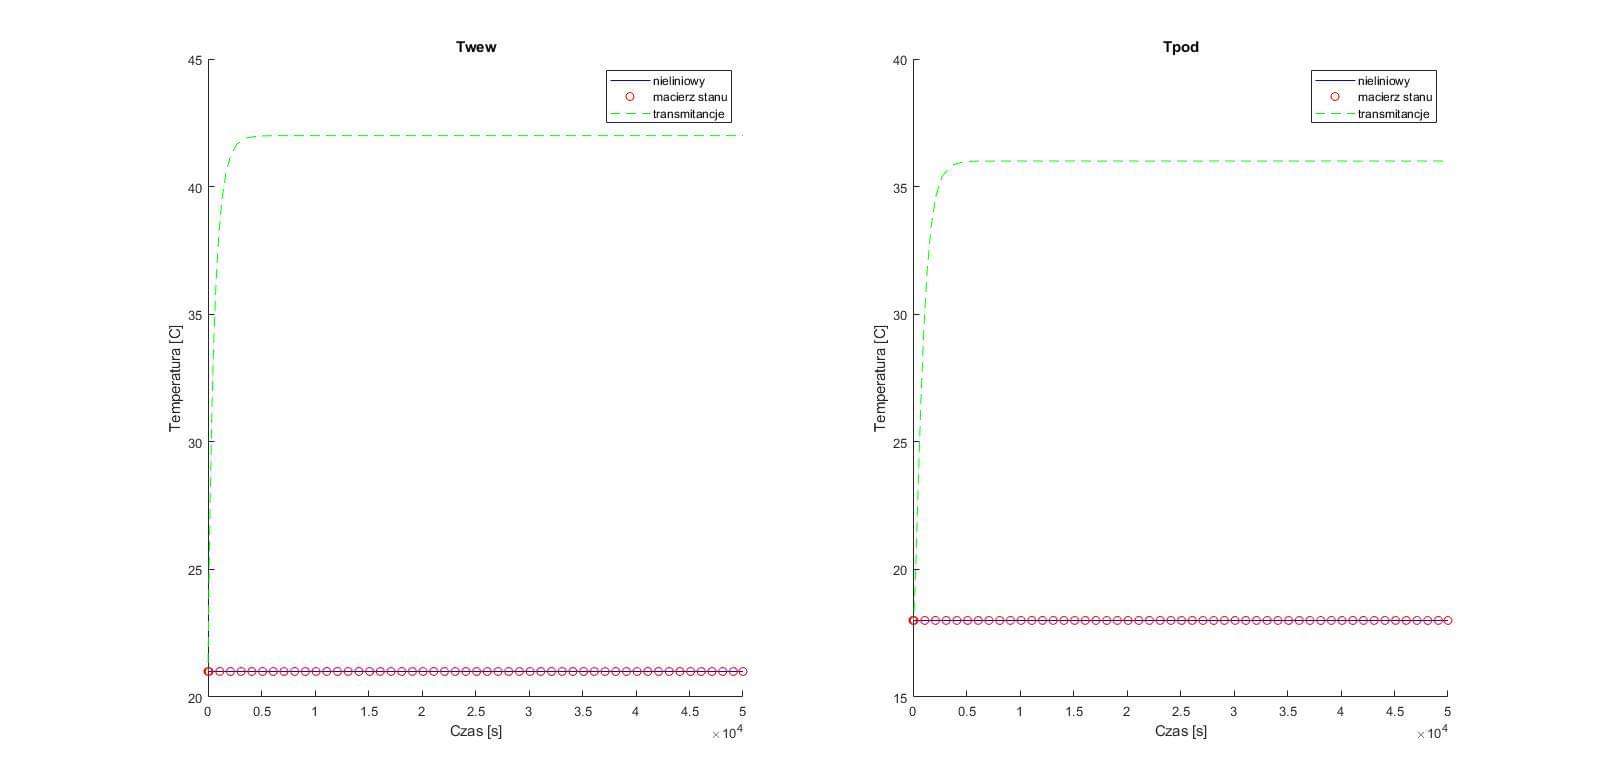 Twew
45
40
35
30
25
20
Temperatura [C]
nieliniowy
macierz stanu
transmitancje
0 0.5 1 1.5 2 2.5 3 3.5 4 4.5 5
Czas [s]
×10^4
Tpod
40
35
30
25
20
15
Temperatura [C]
nieliniowy
macierz stanu
transmitancje
0 0.5 1 1.5 2 2.5 3 3.5 4 4.5 5
Czas [s]
×10^4